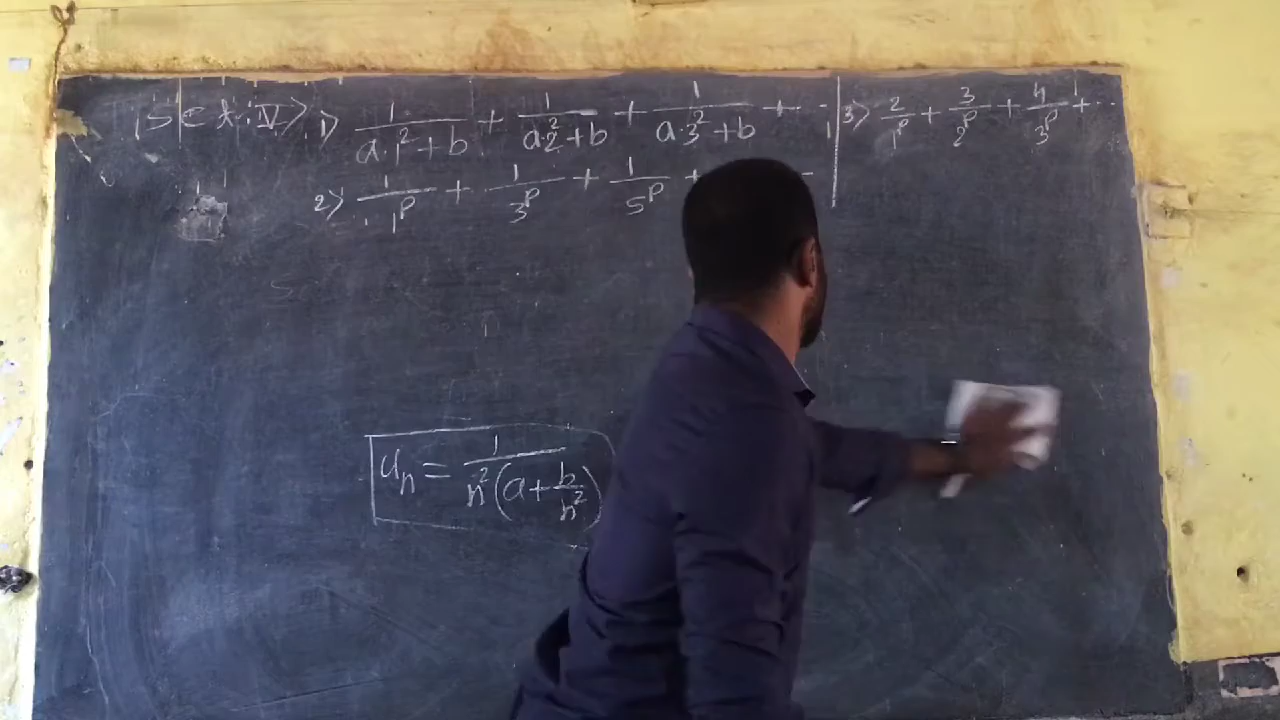 (Set:IV) 1) 1/(a.1²+b) + 1/(a.2²+b) + 1/(a.3²+b) + ...
2) 1/1^p + 1/3^p + 1/5^p +
3) 2/1^p + 3/2^p + 4/3^p + ...
u_n = 1/(n²(a+b/n²))